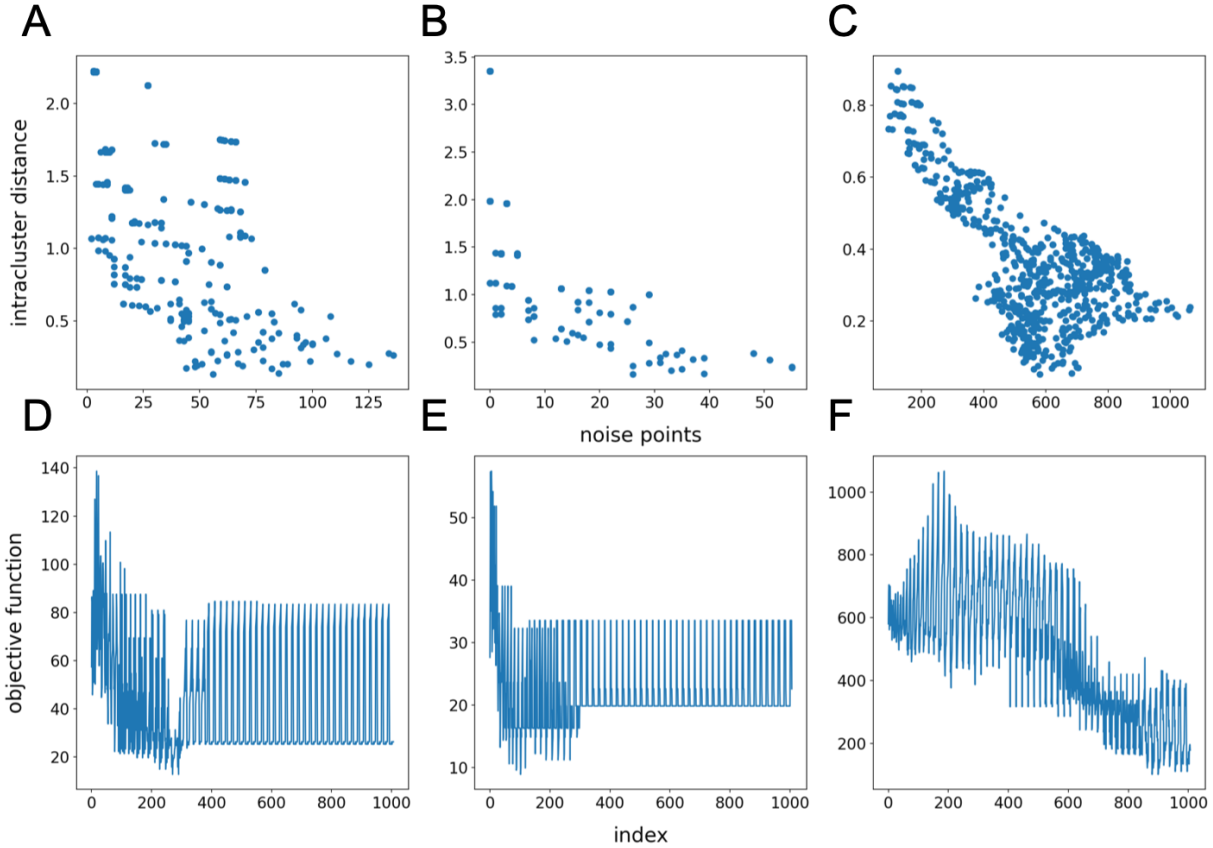 A B C
intracluster distance
2.0
1.5
1.0
0.5
0 25 50 75 100 125
3.5
3.0
2.5
2.0
1.5
1.0
0.5
0 10 20 30 40 50
noise points
0.8
0.6
0.4
0.2
200 400 600 800 1000
D E F
objective function
140
120
100
80
60
40
20
0 200 400 600 800 1000
50
40
30
20
10
0 200 400 600 800 1000
index
1000
800
600
400
200
0 200 400 600 800 1000